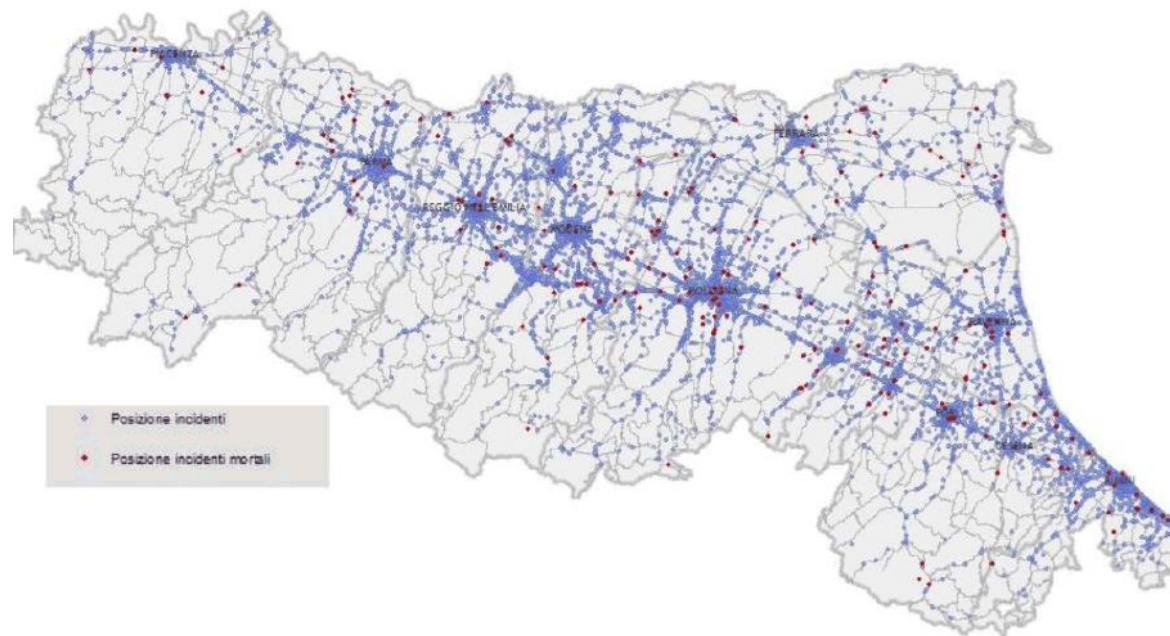 PIACENZA
FERRARA
PARMA
REGGIO NELL'EMILIA
MODENA
BOLOGNA
RAVENNA
CESENA
Posizione incidenti
Posizione incidenti mortali